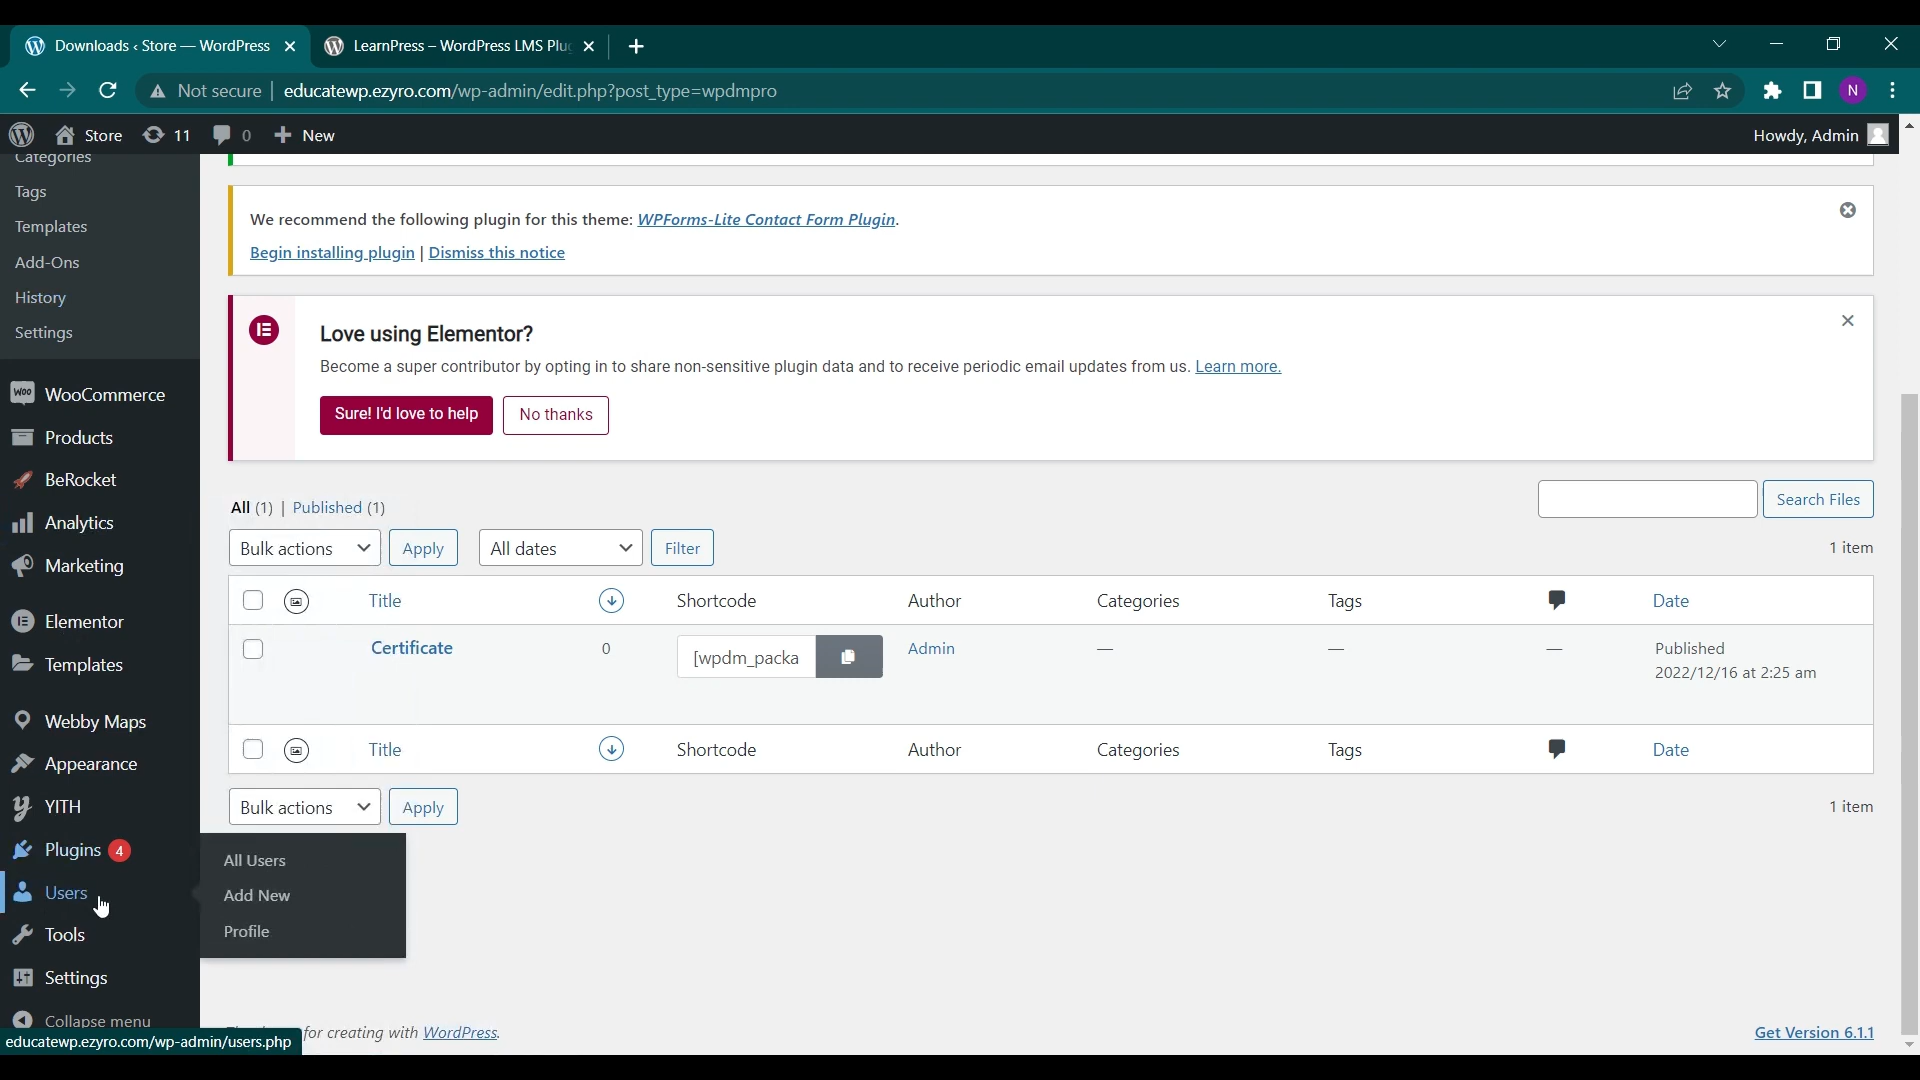 Downloads ‹ Store — WordPress
LearnPress – WordPress LMS Plu
Not secure educatewp.ezyro.com/wp-admin/edit.php?post_type=wpdmpro
N
Store 11 0 New
Howdy, Admin
Categories
Tags
Templates
Add-Ons
History
Settings
WooCommerce
Products
BeRocket
Analytics
Marketing
Elementor
Templates
Webby Maps
Appearance
YITH
Plugins 4
Users
Tools
Settings
Collapse menu
All Users
Add New
Profile
educatewp.ezyro.com/wp-admin/users.php
We recommend the following plugin for this theme: WPForms-Lite Contact Form Plugin.
Begin installing plugin | Dismiss this notice
Love using Elementor?
Become a super contributor by opting in to share non-sensitive plugin data and to receive periodic email updates from us. Learn more.
Sure! I'd love to help No thanks
All (1) | Published (1)
Search Files
Bulk actions Apply All dates Filter
1 item
Title Shortcode Author Categories Tags Date
Certificate 0 [wpdm_packa Admin — — — Published
2022/12/16 at 2:25 am
Title Shortcode Author Categories Tags Date
Bulk actions Apply
1 item
for creating with WordPress.
Get Version 6.1.1